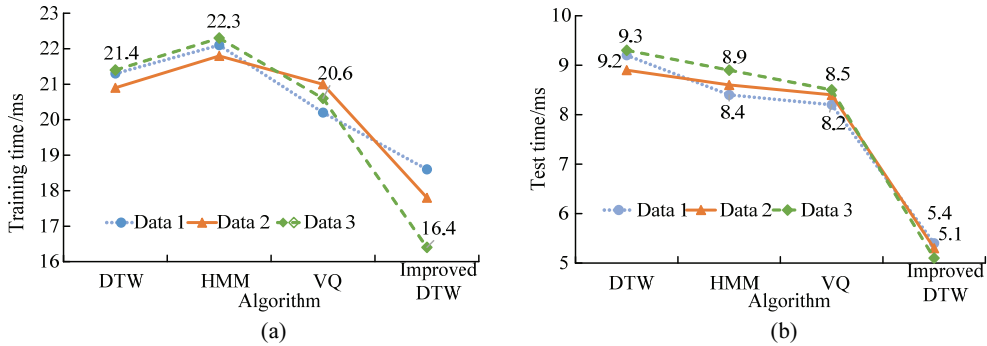 23
22
21
20
19
18
17
16
Training time/ms
21.4
22.3
20.6
16.4
Data 1 Data 2 Data 3
DTW HMM VQ Improved
DTW
Algorithm
(a)
10
9
8
7
6
5
Test time/ms
9.3
9.2
8.9
8.4
8.5
8.2
5.4
5.1
Data 1 Data 2 Data 3
DTW HMM VQ Improved
DTW
Algorithm
(b)